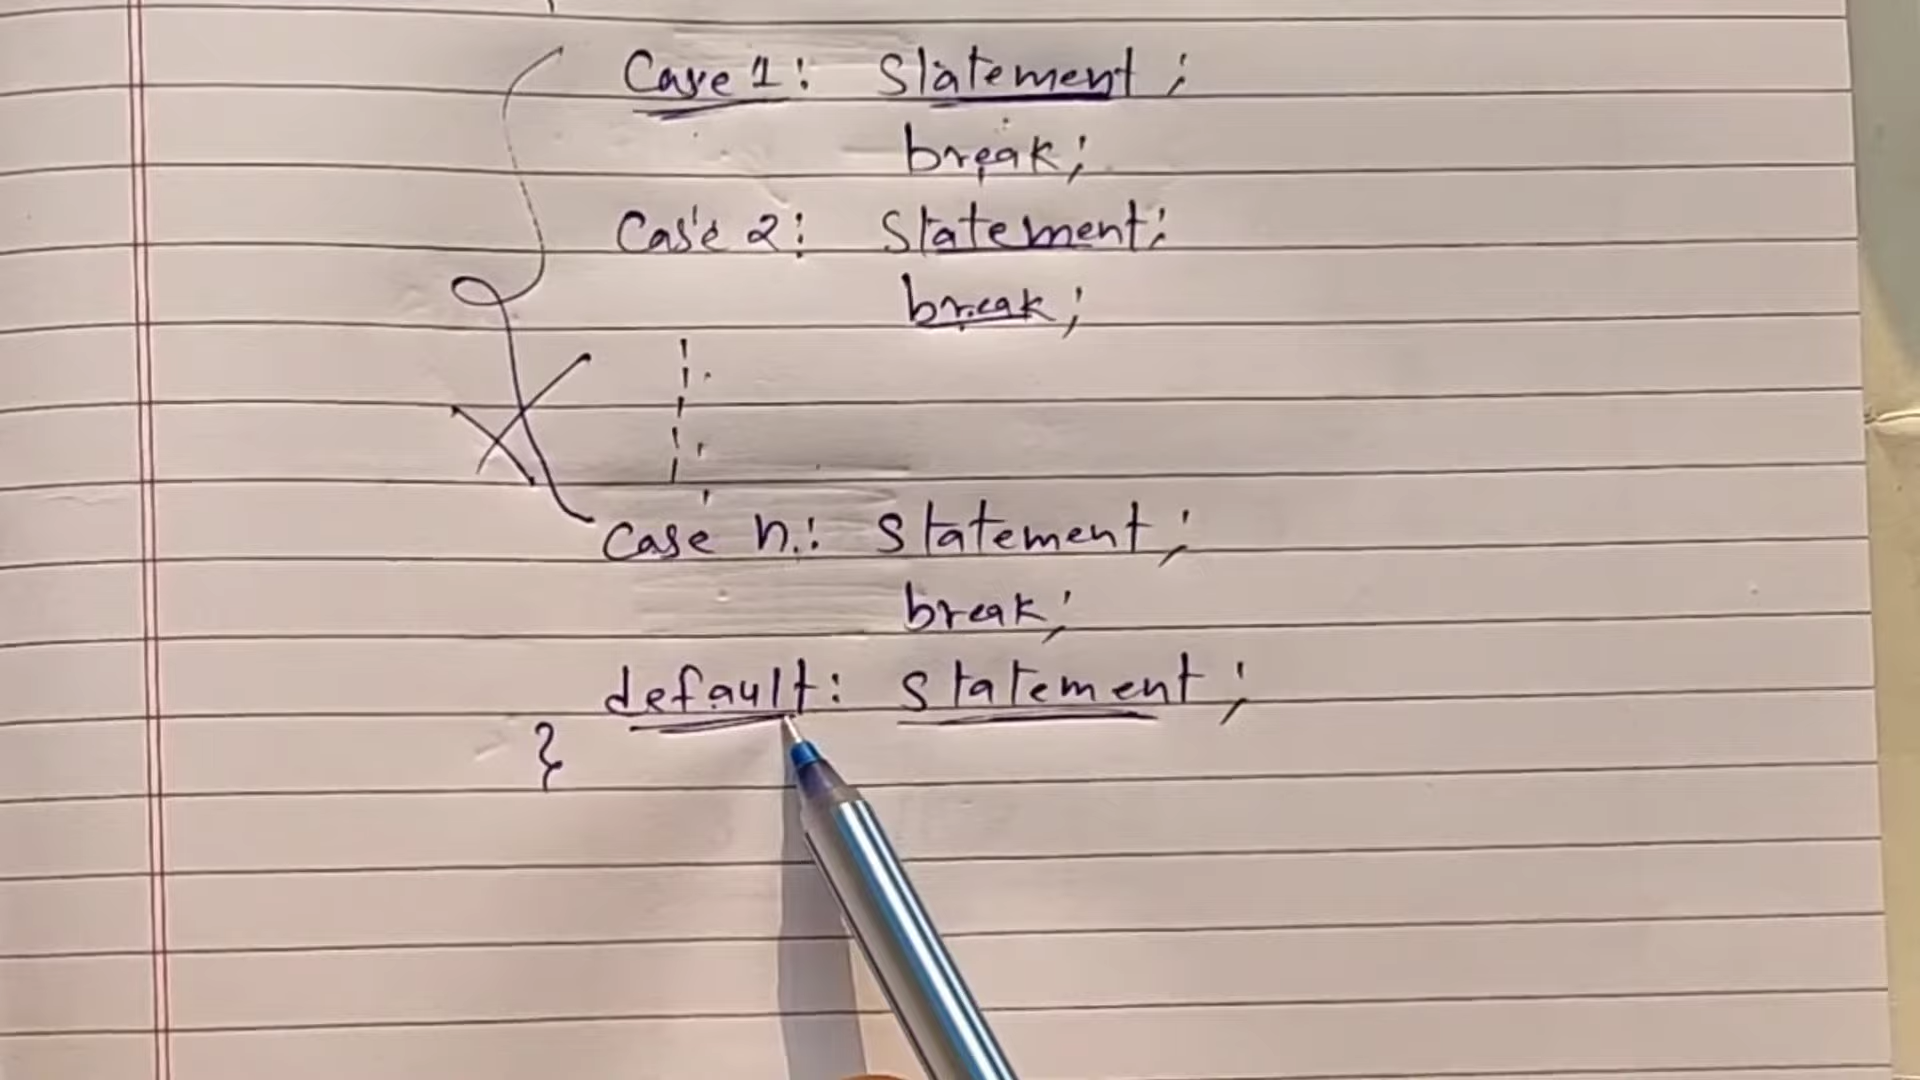 Case 1: Statement;
break;
Case 2: Statement;
break;
Case n: Statement;
break;
default: Statement;
}